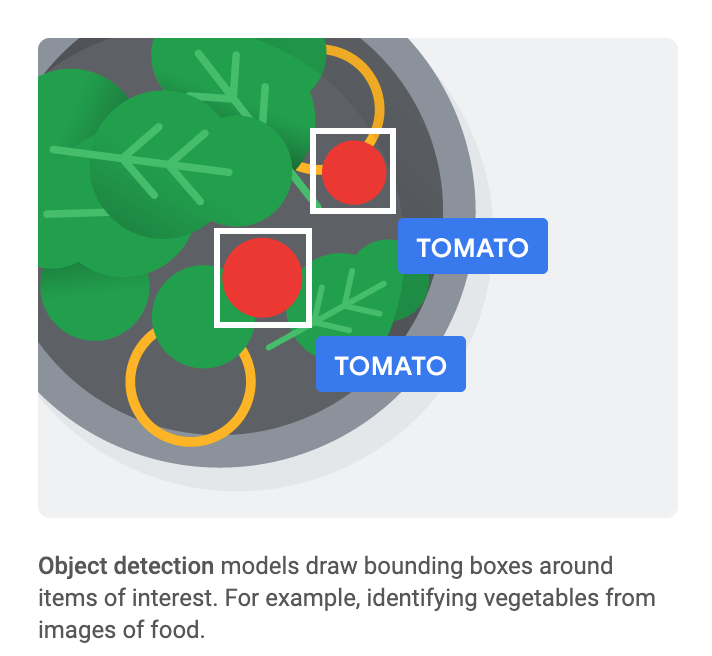 TOMATO
TOMATO
Object detection models draw bounding boxes around
items of interest. For example, identifying vegetables from
images of food.